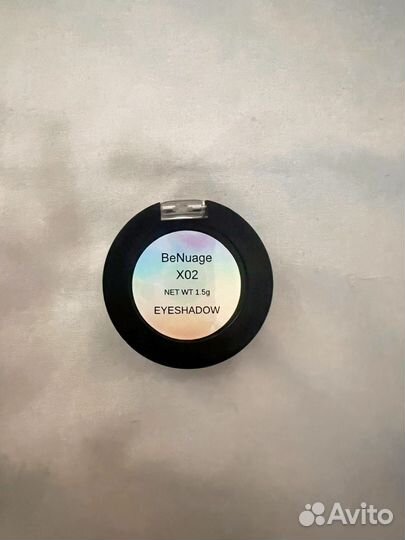 BeNuage
X02
NET WT 1.5g
EYESHADOW
Avito